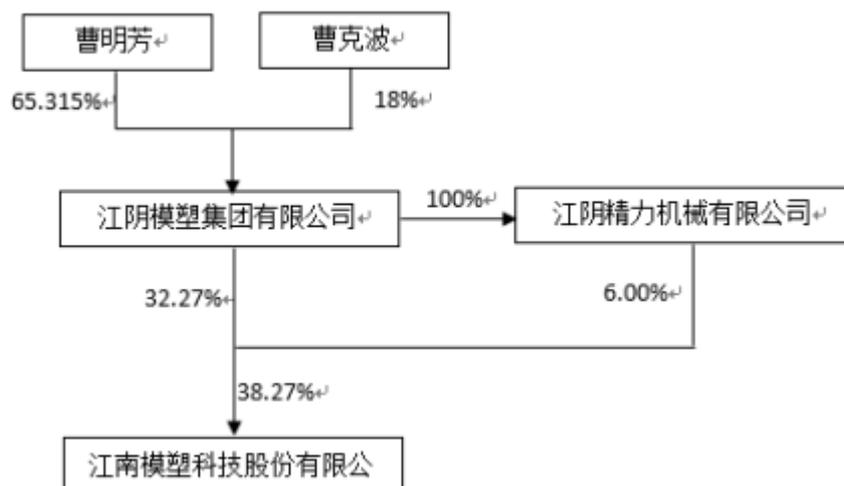 曹明芳↵
曹克波↵
65.315%↵
18%↵
江阴模塑集团有限公司↵
100%↵
江阴精力机械有限公司↵
32.27%↵
6.00%↵
38.27%↵
江南模塑科技股份有限公